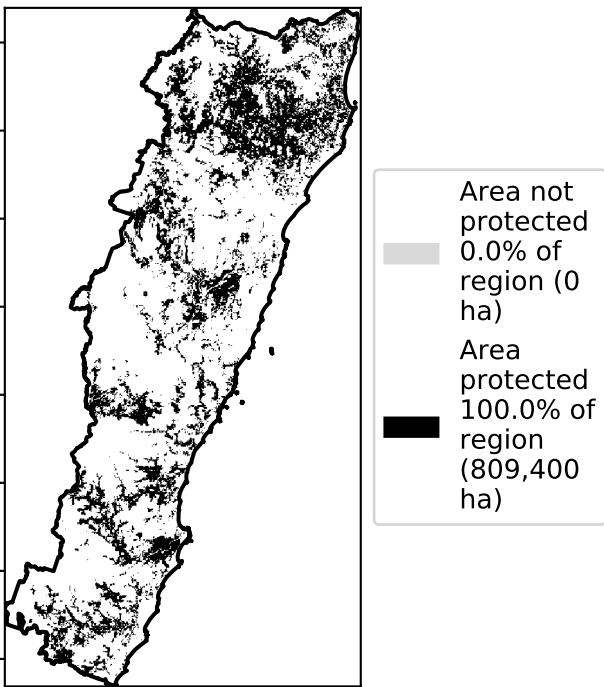 Area not
protected
0.0% of
region (0
ha)
Area
protected
100.0% of
region
(809,400
ha)